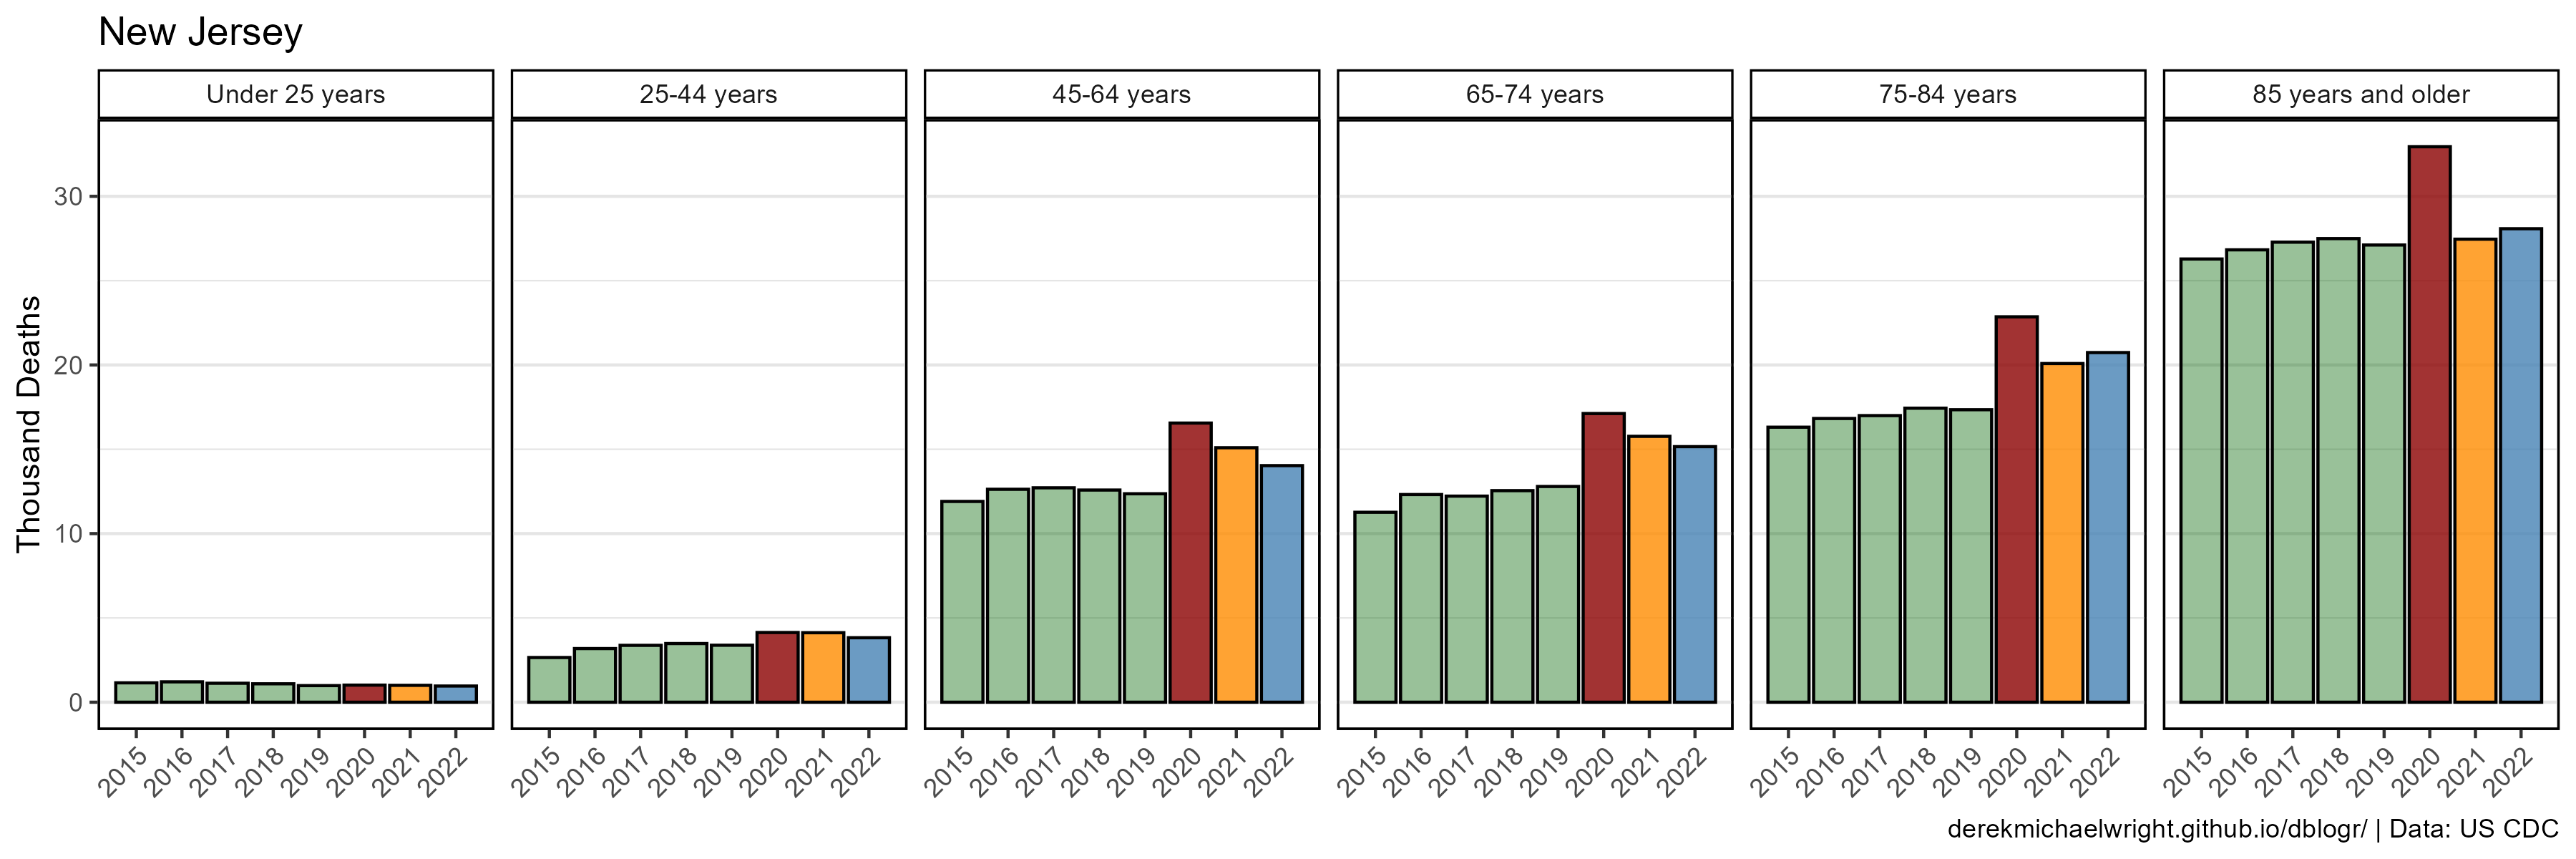 New Jersey
Under 25 years 25-44 years 45-64 years 65-74 years 75-84 years 85 years and older
Thousand Deaths
30
20
10
0
2015 2016 2017 2018 2019 2020 2021 2022 2015 2016 2017 2018 2019 2020 2021 2022 2015 2016 2017 2018 2019 2020 2021 2022 2015 2016 2017 2018 2019 2020 2021 2022 2015 2016 2017 2018 2019 2020 2021 2022 2015 2016 2017 2018 2019 2020 2021 2022
derekmichaelwright.github.io/dblogr/ | Data: US CDC